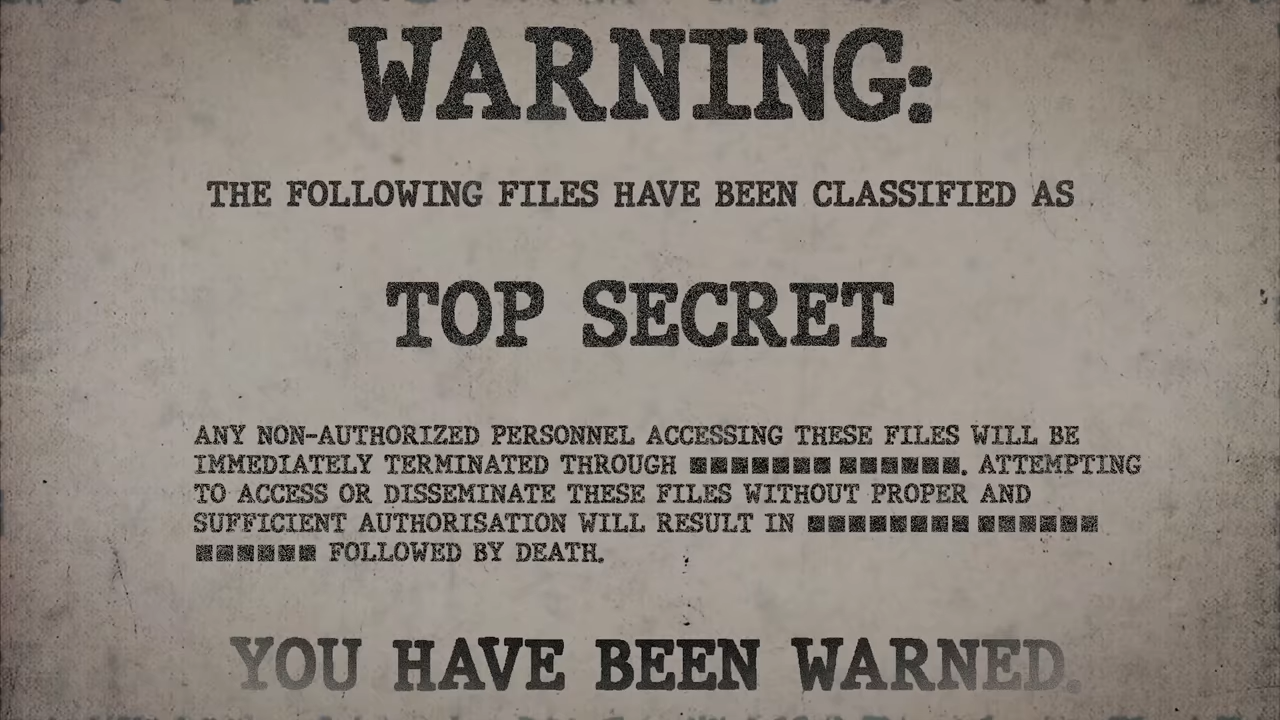 WARNING:
THE FOLLOWING FILES HAVE BEEN CLASSIFIED AS
TOP SECRET
ANY NON-AUTHORIZED PERSONNEL ACCESSING THESE FILES WILL BE
IMMEDIATELY TERMINATED THROUGH ■■■■■■■ ■■■■■■. ATTEMPTING
TO ACCESS OR DISSEMINATE THESE FILES WITHOUT PROPER AND
SUFFICIENT AUTHORISATION WILL RESULT IN ■■■■■■■■ ■■■■■■
■■■■■■ FOLLOWED BY DEATH.
YOU HAVE BEEN WARNED.